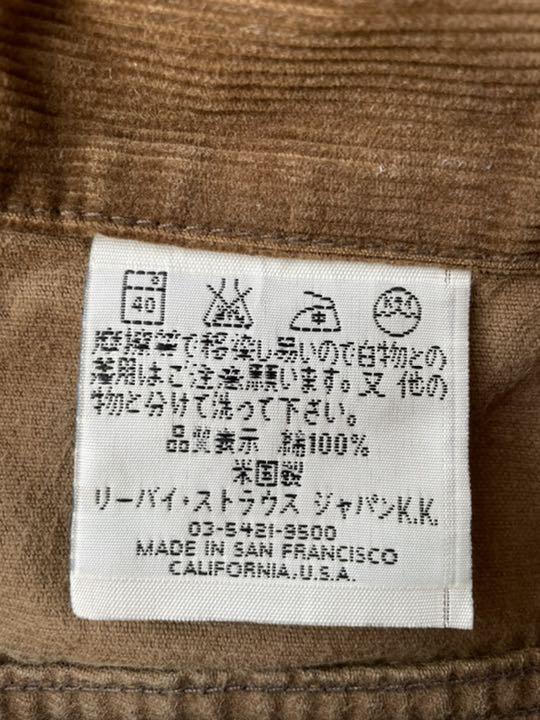 40 中
摩擦等で移染し易いので白物との
着用はご注意願います。又 他の
物と分けて洗って下さい。
品質表示 綿100%
米国製
リーバイ・ストラウス ジャパンK.K.
03-5421-9500
MADE IN SAN FRANCISCO
CALIFORNIA.U.S.A.